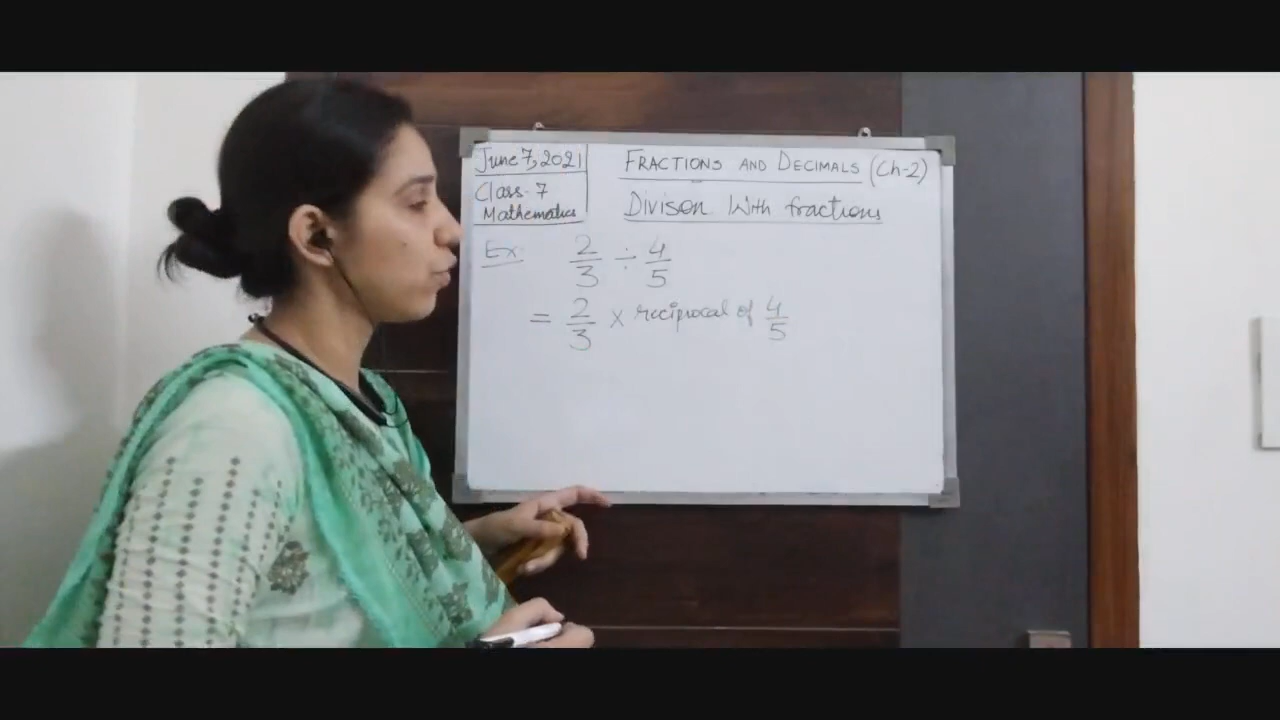 June 7, 2021
Class-7
Mathematics
FRACTIONS AND DECIMALS (Ch-2)
Divison With fractions
Ex 2/3 ÷ 4/5
= 2/3 × reciprocal of 4/5